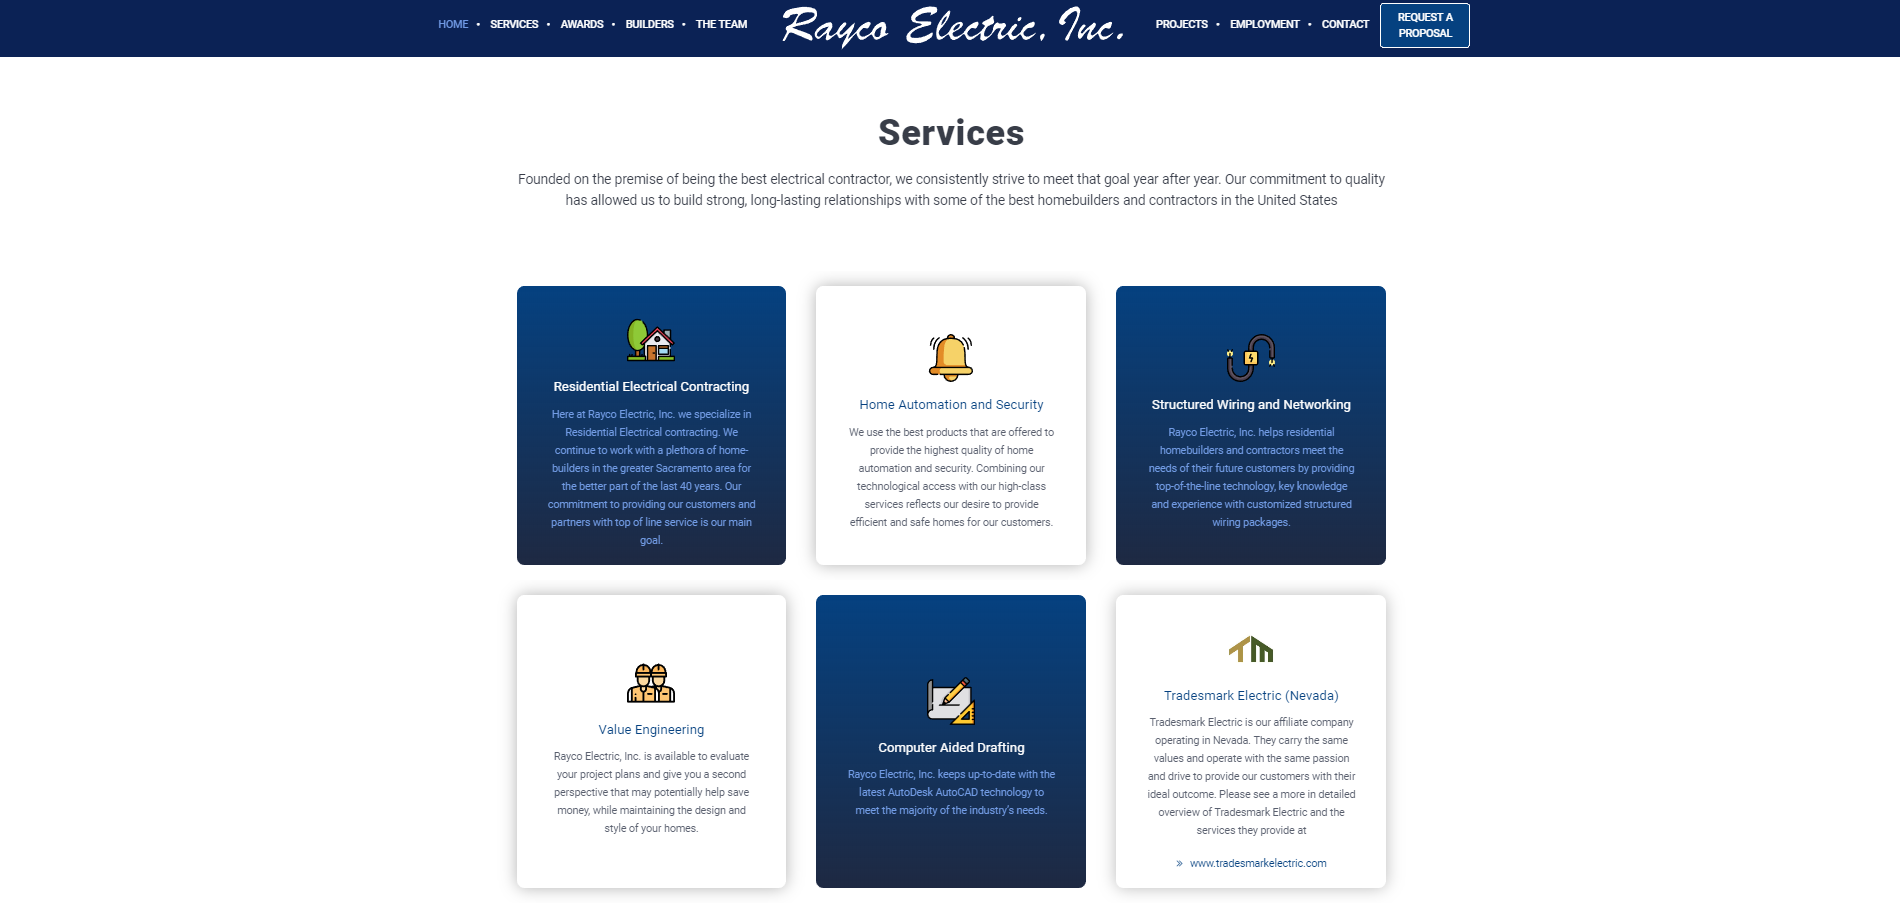 HOME • SERVICES • AWARDS • BUILDERS • THE TEAM
Rayco Electric, Inc.
PROJECTS • EMPLOYMENT • CONTACT
REQUEST A
PROPOSAL
Services
Founded on the premise of being the best electrical contractor, we consistently strive to meet that goal year after year. Our commitment to quality
has allowed us to build strong, long-lasting relationships with some of the best homebuilders and contractors in the United States
Residential Electrical Contracting
Here at Rayco Electric, Inc. we specialize in
Residential Electrical contracting. We
continue to work with a plethora of home-
builders in the greater Sacramento area for
the better part of the last 40 years. Our
commitment to providing our customers and
partners with top of line service is our main
goal.
Home Automation and Security
We use the best products that are offered to
provide the highest quality of home
automation and security. Combining our
technological access with our high-class
services reflects our desire to provide
efficient and safe homes for our customers.
Structured Wiring and Networking
Rayco Electric, Inc. helps residential
homebuilders and contractors meet the
needs of their future customers by providing
top-of-the-line technology, key knowledge
and experience with customized structured
wiring packages.
Value Engineering
Rayco Electric, Inc. is available to evaluate
your project plans and give you a second
perspective that may potentially help save
money, while maintaining the design and
style of your homes.
Computer Aided Drafting
Rayco Electric, Inc. keeps up-to-date with the
latest AutoDesk AutoCAD technology to
meet the majority of the industry's needs.
TM
Tradesmark Electric (Nevada)
Tradesmark Electric is our affiliate company
operating in Nevada. They carry the same
values and operate with the same passion
and drive to provide our customers with their
ideal outcome. Please see a more in detailed
overview of Tradesmark Electric and the
services they provide at
» www.tradesmarkelectric.com